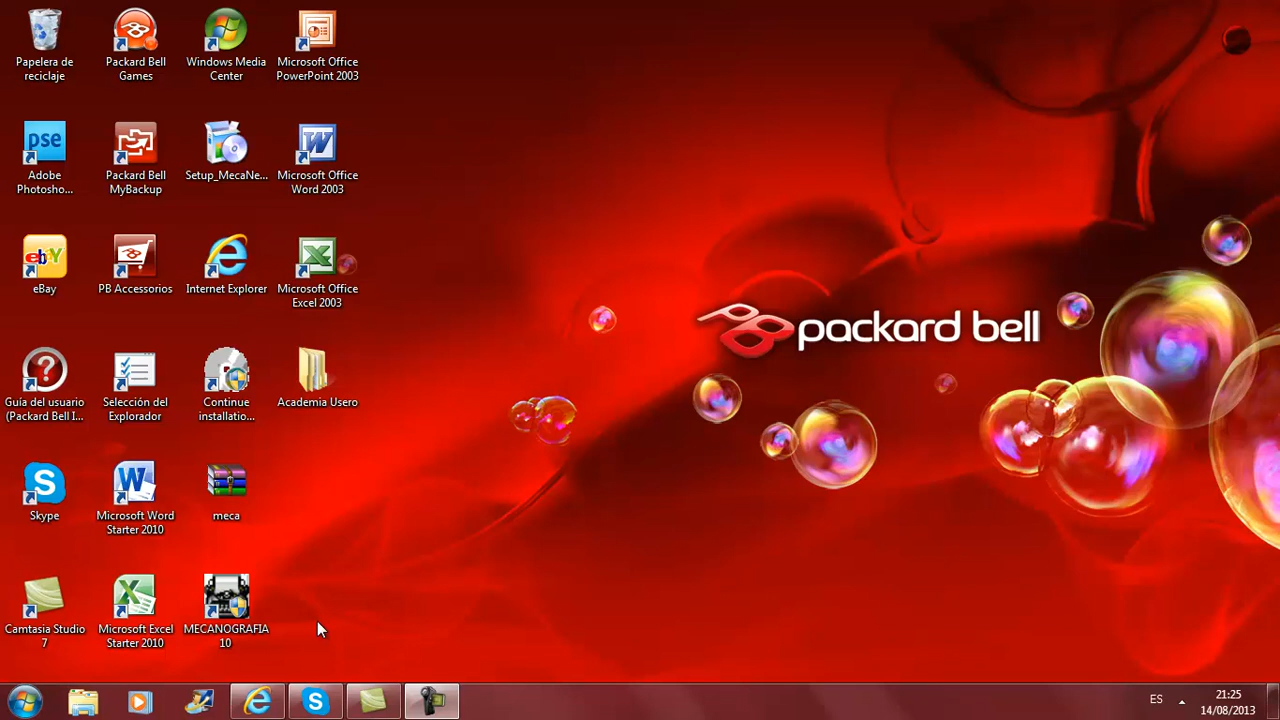 Papelera de
reciclaje
Packard Bell
Games
Windows Media
Center
Microsoft Office
PowerPoint 2003
pse
Adobe
Photosho...
Packard Bell
MyBackup
Setup_MecaNe...
W
Microsoft Office
Word 2003
ebY
eBay
PB Accessorios
Internet Explorer
Microsoft Office
Excel 2003
packard bell
Guía del usuario
(Packard Bell I...
Selección del
Explorador
Continue
installatio...
Academia Usero
S
Skype
W
Microsoft Word
Starter 2010
meca
Camtasia Studio
7
Microsoft Excel
Starter 2010
MECANOGRAFIA
10
ES
21:25
14/08/2013